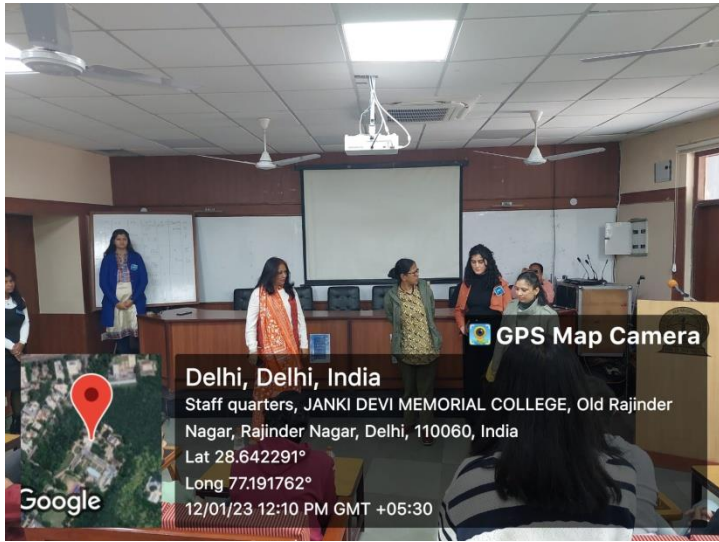 GPS Map Camera
Delhi, Delhi, India
Staff quarters, JANKI DEVI MEMORIAL COLLEGE, Old Rajinder
Nagar, Rajinder Nagar, Delhi, 110060, India
Lat 28.642291°
Long 77.191762°
12/01/23 12:10 PM GMT +05:30
Google